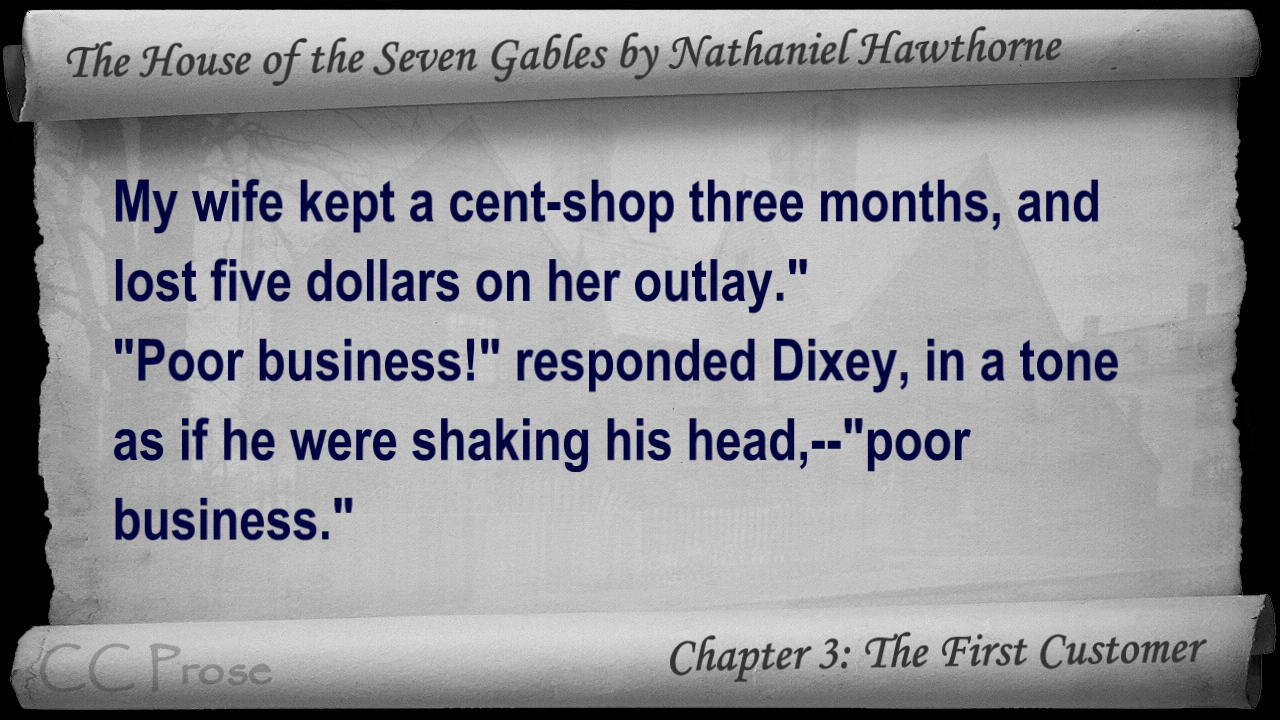 The House of the Seven Gables by Nathaniel Hawthorne
My wife kept a cent-shop three months, and
lost five dollars on her outlay."
"Poor business!" responded Dixey, in a tone
as if he were shaking his head,--"poor
business."
CC Prose
Chapter 3: The First Customer